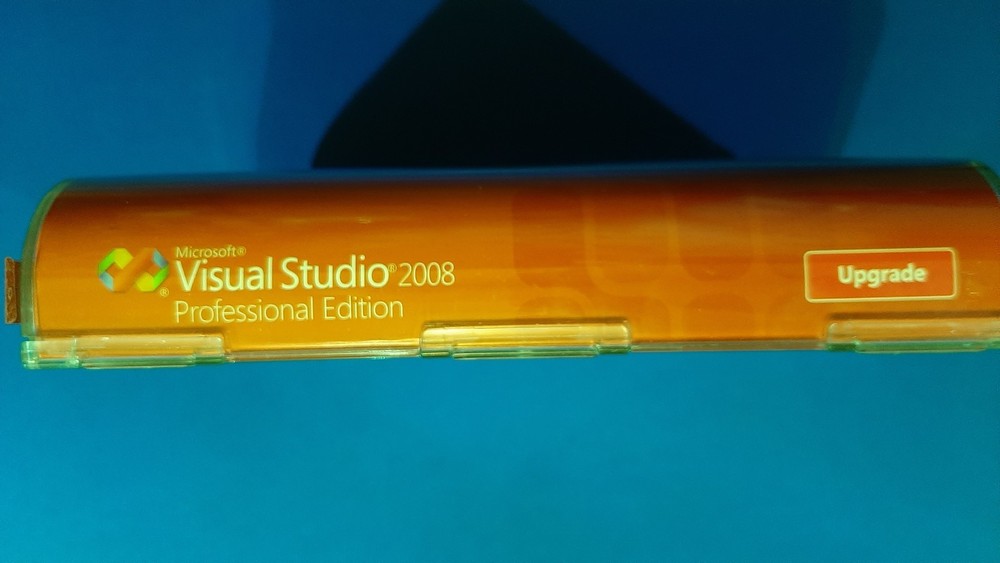 Microsoft®
Visual Studio® 2008
Professional Edition
®
Upgrade